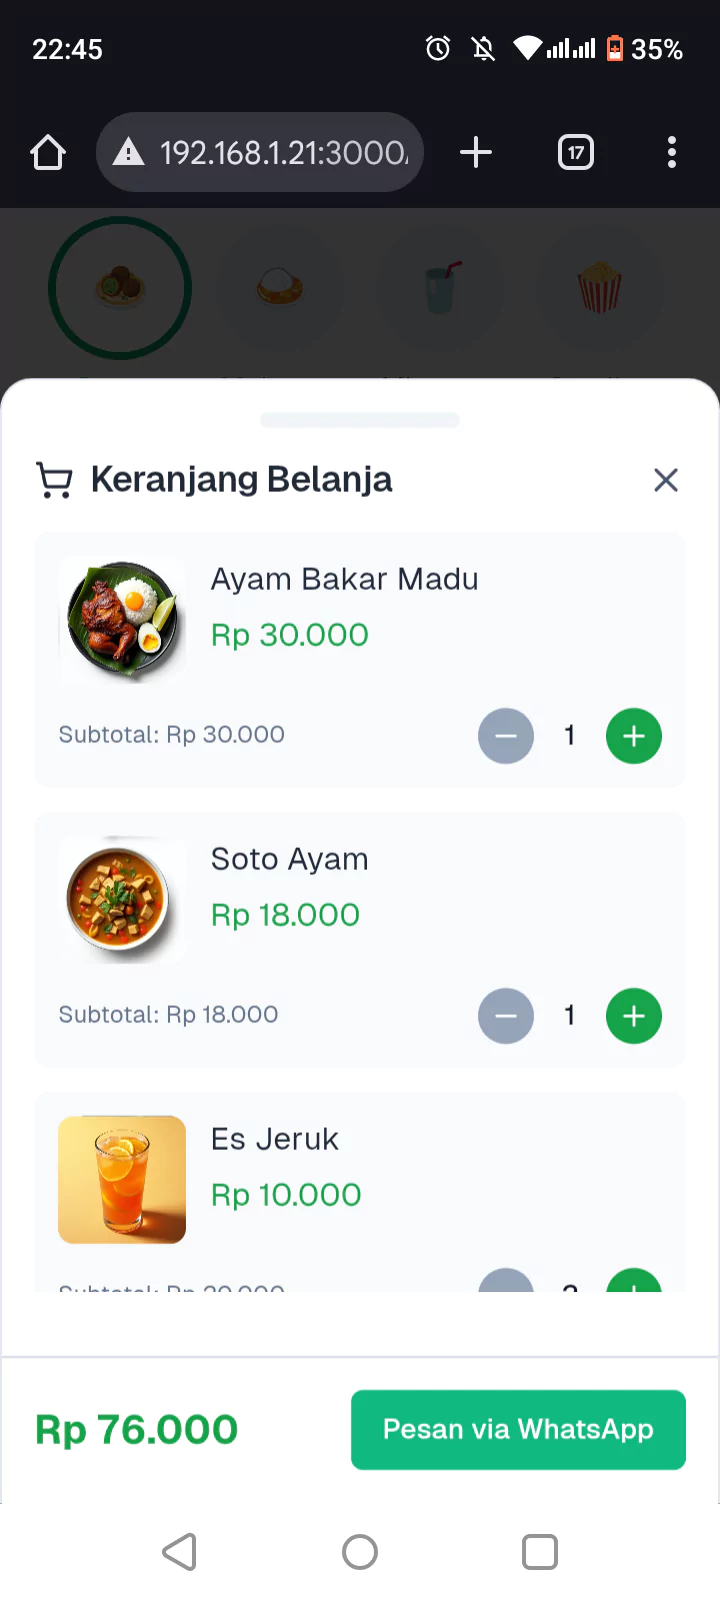 22:45
35%
192.168.1.21:3000
17
Keranjang Belanja
Ayam Bakar Madu
Rp 30.000
Subtotal: Rp 30.000
1
Soto Ayam
Rp 18.000
Subtotal: Rp 18.000
1
Es Jeruk
Rp 10.000
Subtotal: Rp
Rp 76.000
Pesan via WhatsApp